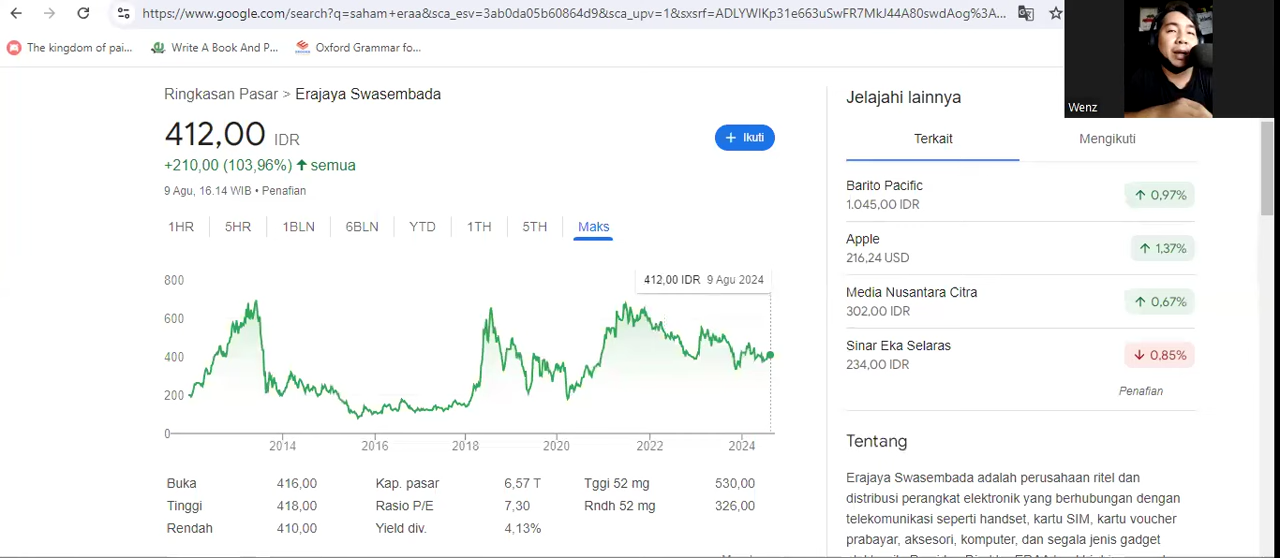 https://www.google.com/search?q=saham+eraa&sca_esv=3ab0da05b60864d9&sca_upv=1&sxsrf=ADLYWIKp31e663uSwFR7MkJ44A80swdAog%3A...
The kingdom of pai...
Write A Book And P...
Oxford Grammar fo...
Wenz
Ringkasan Pasar > Erajaya Swasembada
412,00 IDR
+ Ikuti
+210,00 (103,96%) ↑ semua
9 Agu, 16.14 WIB • Penafian
1HR 5HR 1BLN 6BLN YTD 1TH 5TH Maks
412,00 IDR 9 Agu 2024
800
600
400
200
0
2014 2016 2018 2020 2022 2024
Buka 416,00 Kap. pasar 6,57 T Tggi 52 mg 530,00
Tinggi 418,00 Rasio P/E 7,30 Rndh 52 mg 326,00
Rendah 410,00 Yield div. 4,13%
Jelajahi lainnya
Terkait Mengikuti
Barito Pacific
1.045,00 IDR
↑ 0,97%
Apple
216,24 USD
↑ 1,37%
Media Nusantara Citra
302,00 IDR
↑ 0,67%
Sinar Eka Selaras
234,00 IDR
↓ 0,85%
Penafian
Tentang
Erajaya Swasembada adalah perusahaan ritel dan
distribusi perangkat elektronik yang berhubungan dengan
telekomunikasi seperti handset, kartu SIM, kartu voucher
prabayar, aksesori, komputer, dan segala jenis gadget